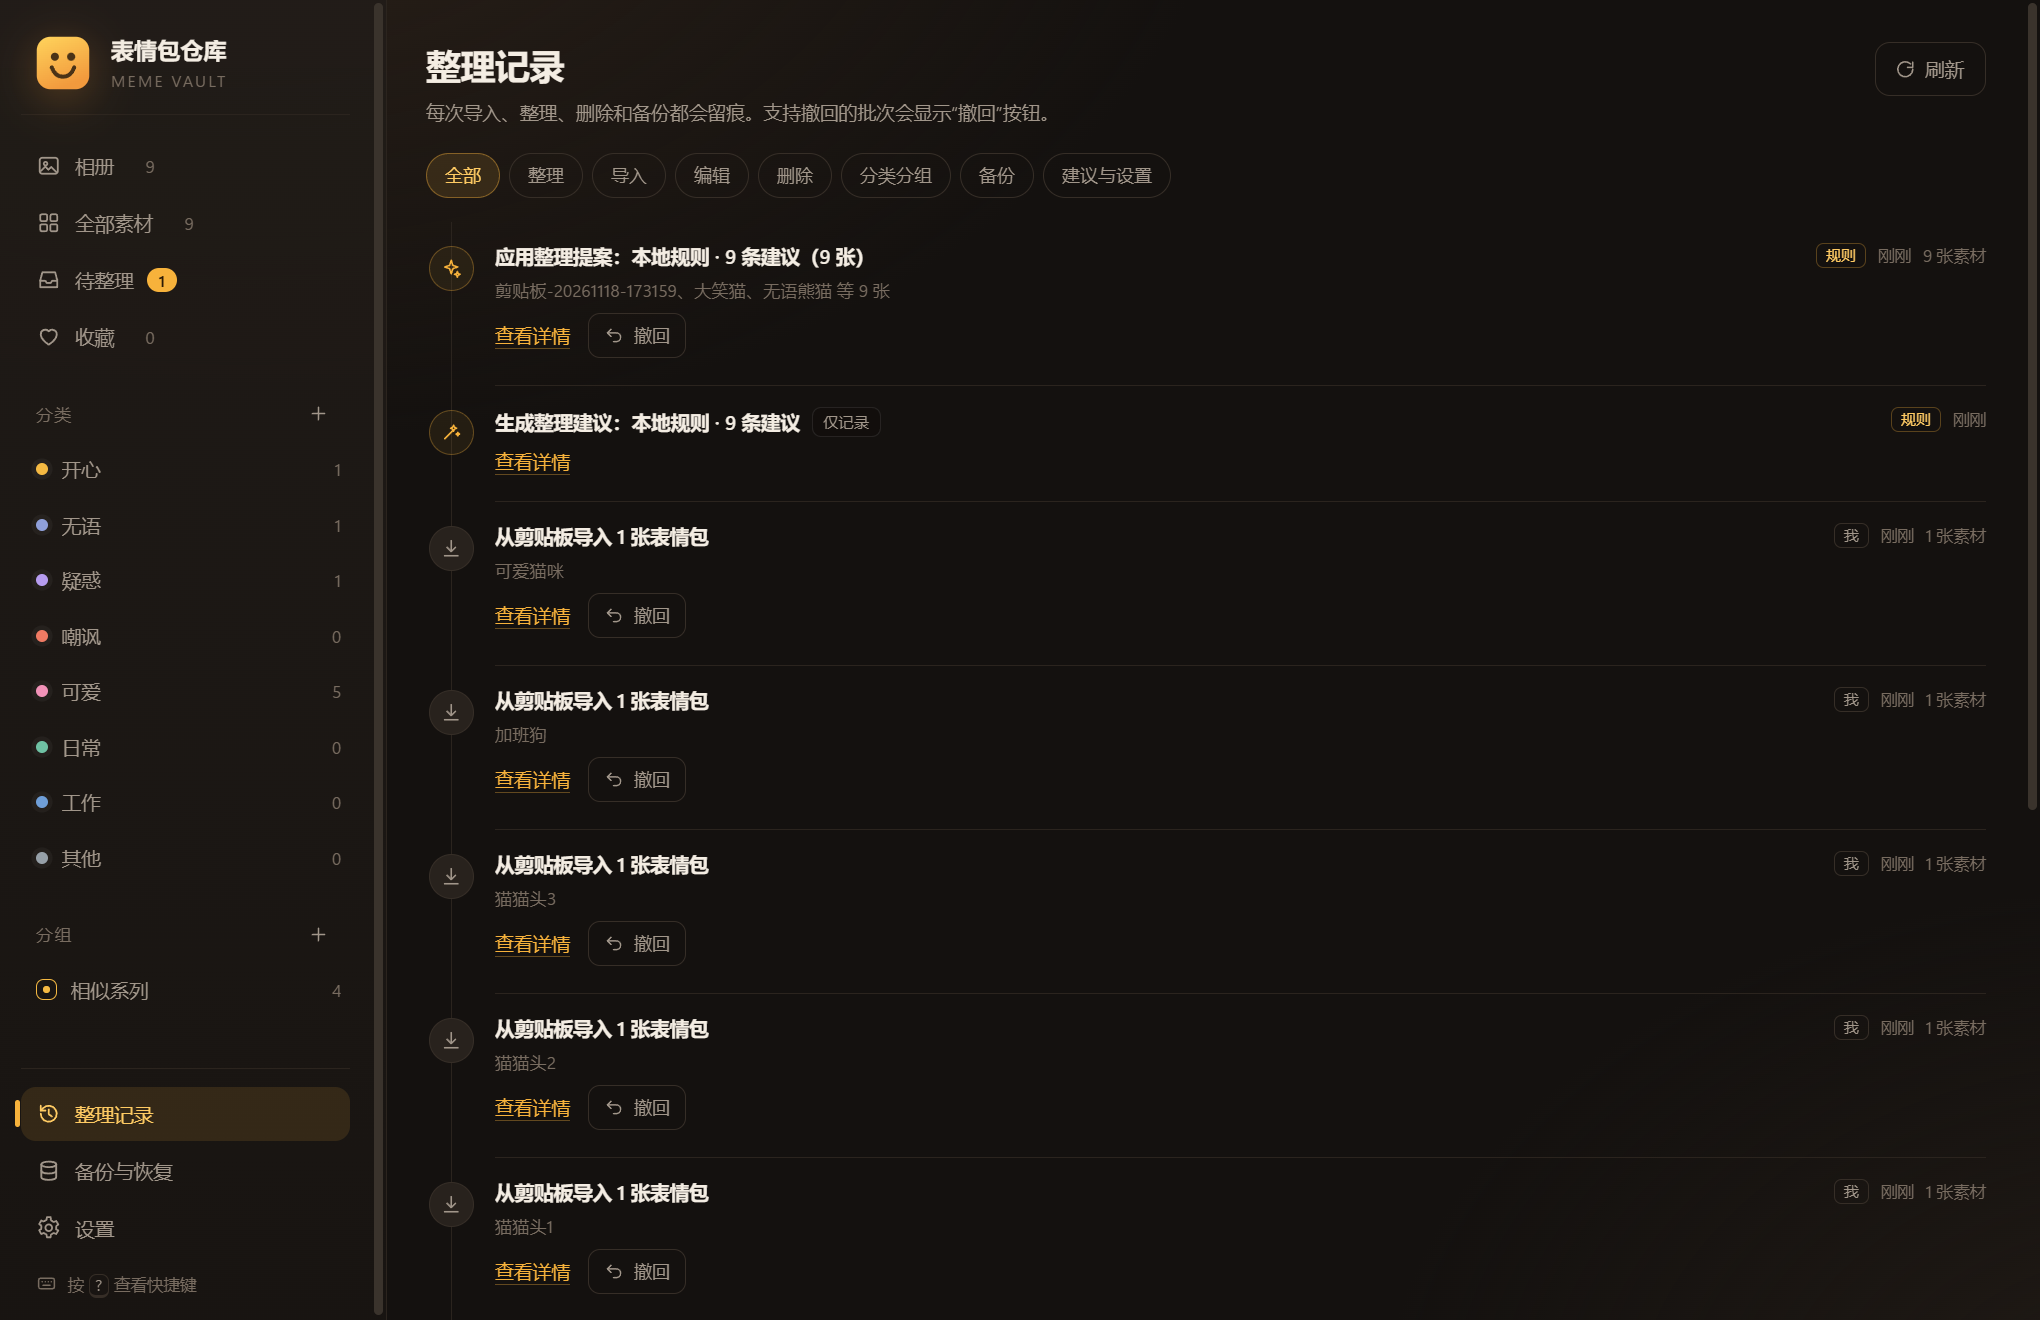 表情包仓库
MEME VAULT
相册 9
全部素材 9
待整理 1
收藏 0
分类
开心 1
无语 1
疑惑 1
嘲讽 0
可爱 5
日常 0
工作 0
其他 0
分组
相似系列 4
整理记录
备份与恢复
设置
按 ? 查看快捷键
整理记录
刷新
每次导入、整理、删除和备份都会留痕。支持撤回的批次会显示“撤回”按钮。
全部 整理 导入 编辑 删除 分类分组 备份 建议与设置
应用整理提案：本地规则 · 9 条建议（9 张） 规则 刚刚 9 张素材
剪贴板-20261118-173159、大笑猫、无语熊猫 等 9 张
查看详情 撤回
生成整理建议：本地规则 · 9 条建议 仅记录 规则 刚刚
查看详情
从剪贴板导入 1 张表情包 我 刚刚 1 张素材
可爱猫咪
查看详情 撤回
从剪贴板导入 1 张表情包 我 刚刚 1 张素材
加班狗
查看详情 撤回
从剪贴板导入 1 张表情包 我 刚刚 1 张素材
猫猫头3
查看详情 撤回
从剪贴板导入 1 张表情包 我 刚刚 1 张素材
猫猫头2
查看详情 撤回
从剪贴板导入 1 张表情包 我 刚刚 1 张素材
猫猫头1
查看详情 撤回